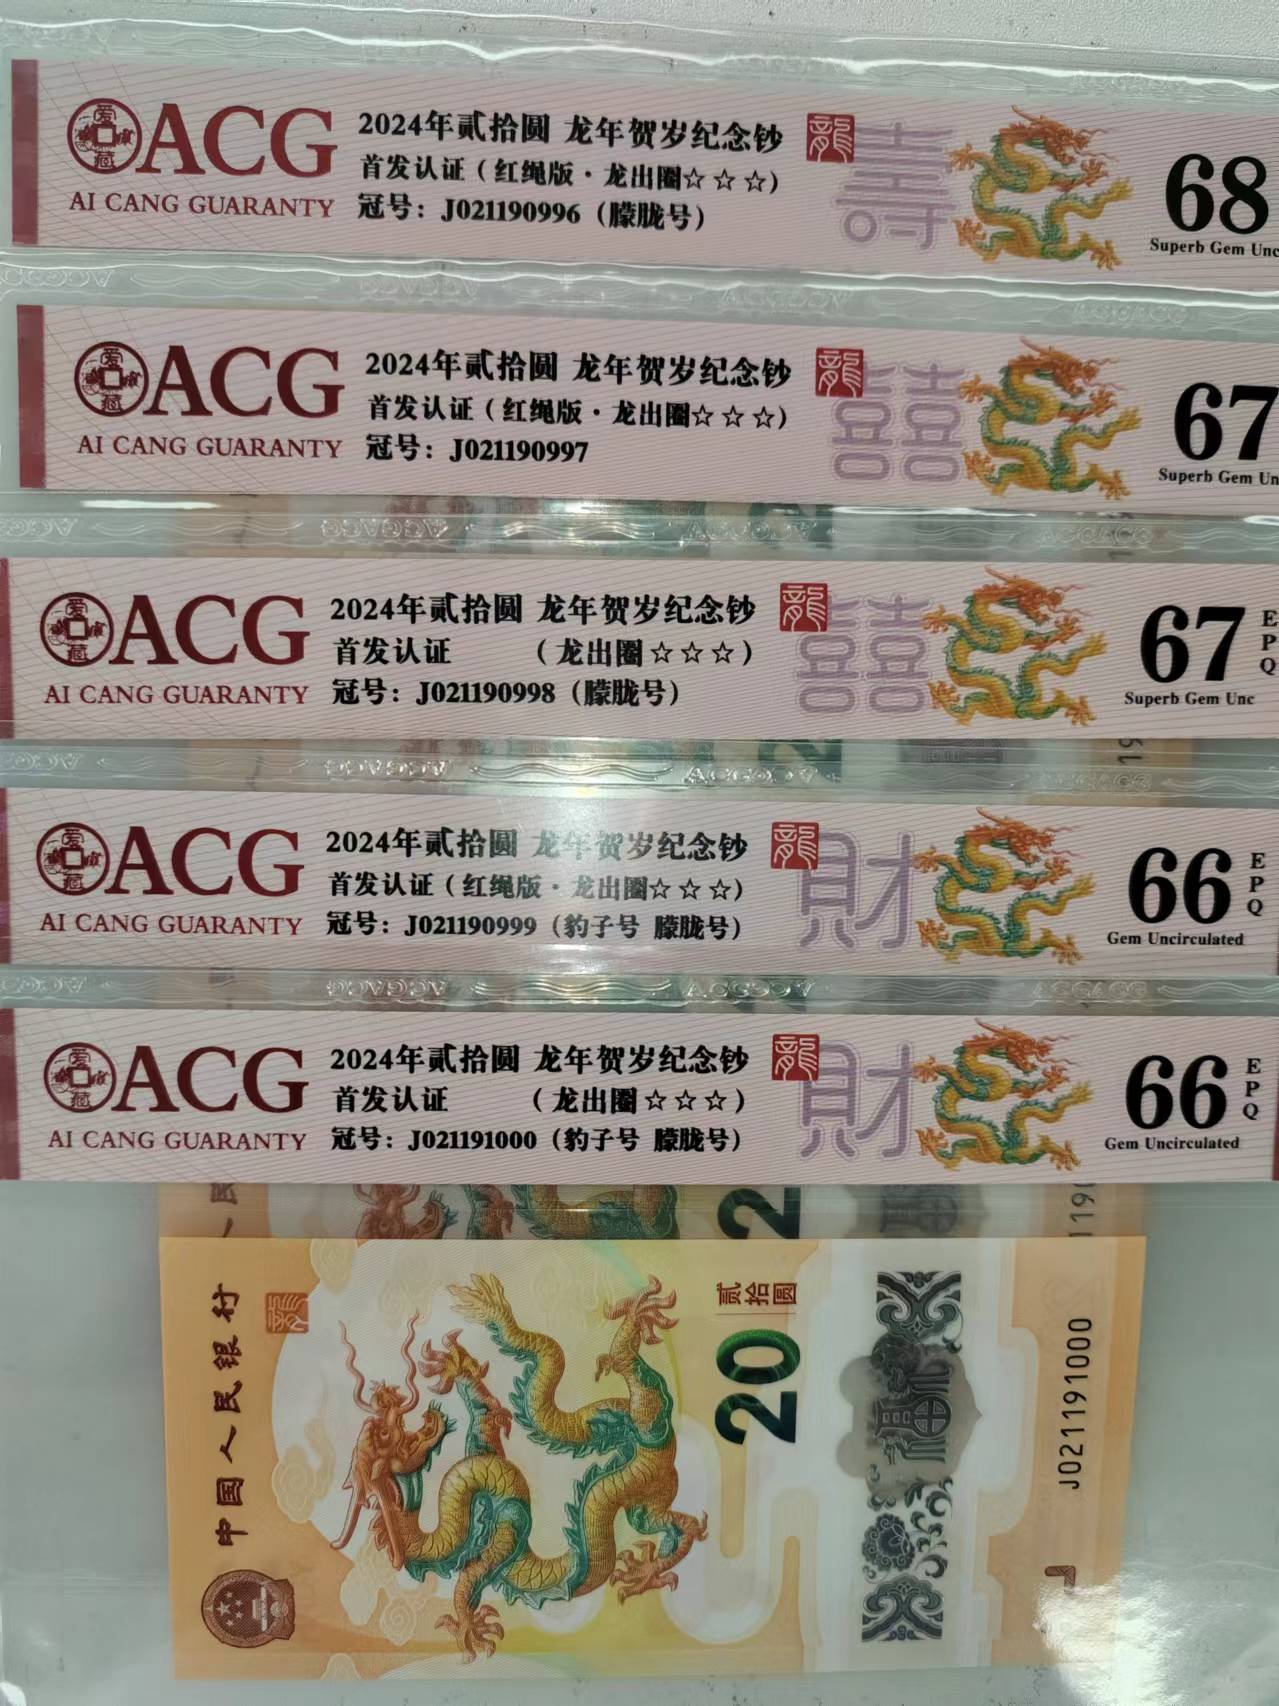 ACG
AI CANG GUARANTY
2024年贰拾圆 龙年贺岁纪念钞
首发认证（红绳版·龙出圈☆☆☆）
冠号：J021190996（朦胧号）
龍
壽
68
Superb Gem Unc
ACG
AI CANG GUARANTY
2024年贰拾圆 龙年贺岁纪念钞
首发认证（红绳版·龙出圈☆☆☆）
冠号：J021190997
龍
囍
67
Superb Gem Un
ACG
AI CANG GUARANTY
2024年贰拾圆 龙年贺岁纪念钞
首发认证 （龙出圈☆☆☆）
冠号：J021190998（朦胧号）
龍
囍
67
EPQ
Superb Gem Unc
ACG
AI CANG GUARANTY
2024年贰拾圆 龙年贺岁纪念钞
首发认证（红绳版·龙出圈☆☆☆）
冠号：J021190999（豹子号 朦胧号）
龍
財
66
EPQ
Gem Uncirculated
ACG
AI CANG GUARANTY
2024年贰拾圆 龙年贺岁纪念钞
首发认证 （龙出圈☆☆☆）
冠号：J021191000（豹子号 朦胧号）
龍
財
66
EPQ
Gem Uncirculated
中国人民银行
贰拾圆
20
福
J021191000